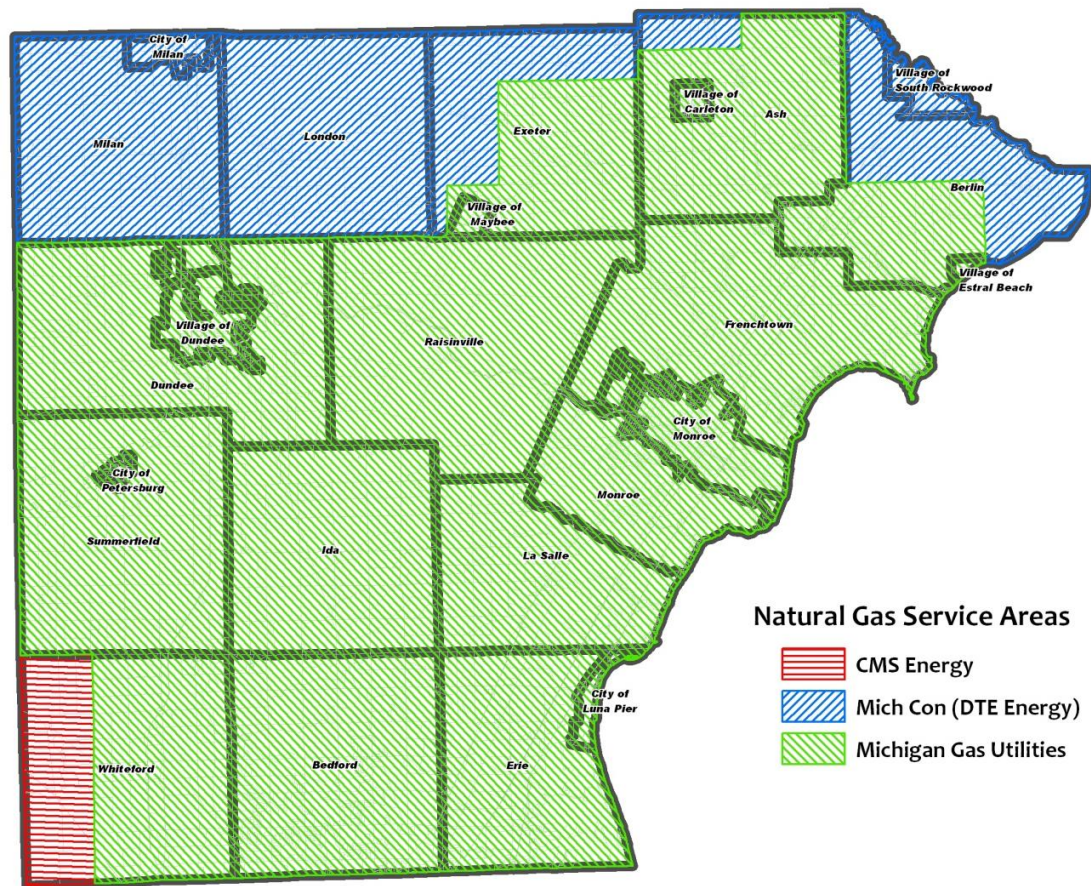 City of
Milan
Village of
South Rockwood
Village of
Carleton
Ash
Exeter
London
Milan
Berlin
Village of
Maybee
Village of
Estral Beach
Village of
Dundee
Frenchtown
Raisinville
Dundee
City of
Monroe
City of
Petersburg
Monroe
Summerfield
Ida
La Salle
Natural Gas Service Areas
CMS Energy
Mich Con (DTE Energy)
Michigan Gas Utilities
City of
Luna Pier
Whiteford
Bedford
Erie